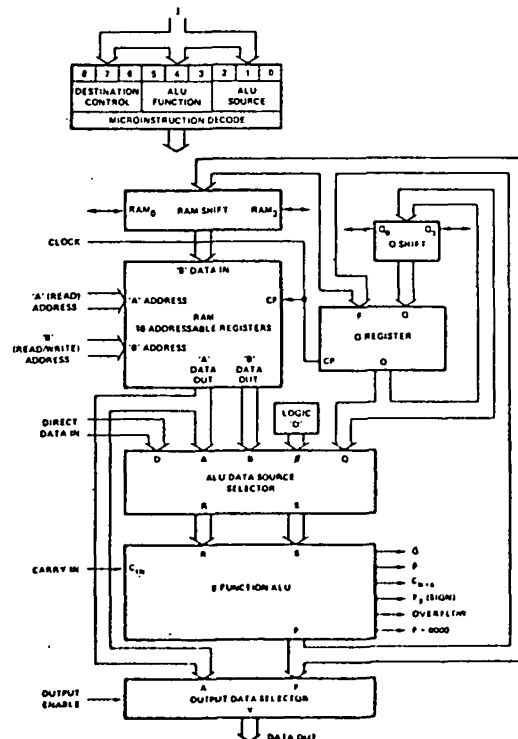 I
8 7 6 5 4 3 2 1 0
DESTINATION CONTROL
ALU FUNCTION
ALU SOURCE
MICROINSTRUCTION DECODE
RAM0 RAM SHIFT RAM3
Q0 Q3
Q SHIFT
CLOCK
'B' DATA IN
'A' (READ) ADDRESS
'A' ADDRESS
CP
RAM
16 ADDRESSABLE REGISTERS
'B' (READ/WRITE) ADDRESS
'B' ADDRESS
'A' DATA OUT
'B' DATA OUT
F Q
Q REGISTER
CP Q
LOGIC '0'
DIRECT DATA IN
D A B Ø Q
ALU DATA SOURCE SELECTOR
R S
R S
CARRY IN
CIN
8 FUNCTION ALU
G
P
CN+4
F3 (SIGN)
OVERFLOW
F = 0000
F
OUTPUT ENABLE
A F
OUTPUT DATA SELECTOR
Y
DATA OUT